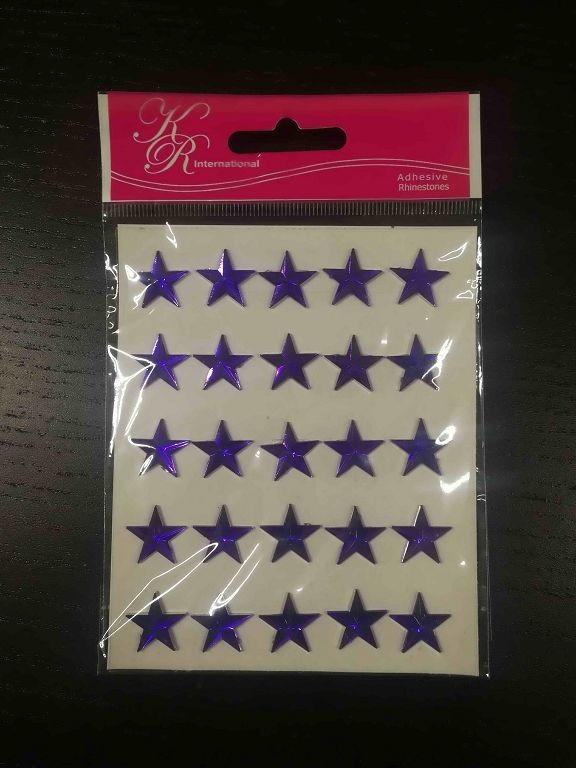 KR International
Adhesive
Rhinestones